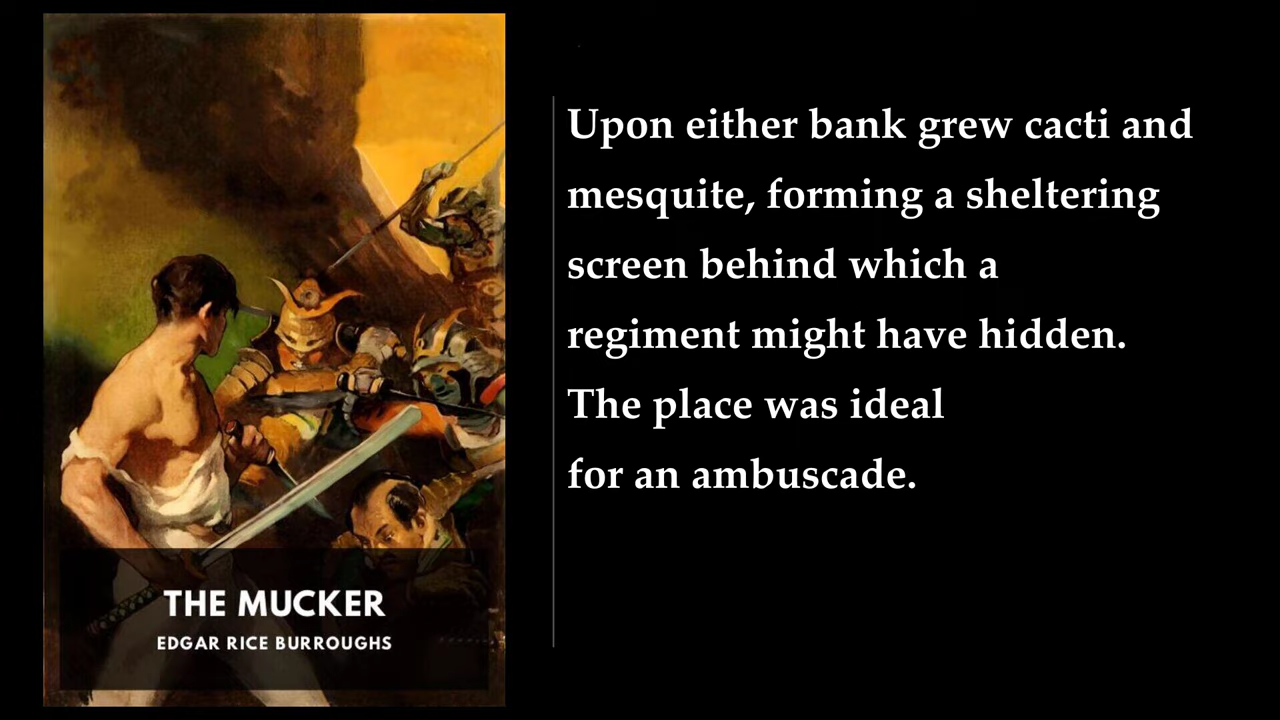 Upon either bank grew cacti and
mesquite, forming a sheltering
screen behind which a
regiment might have hidden.
The place was ideal
for an ambuscade.
THE MUCKER
EDGAR RICE BURROUGHS